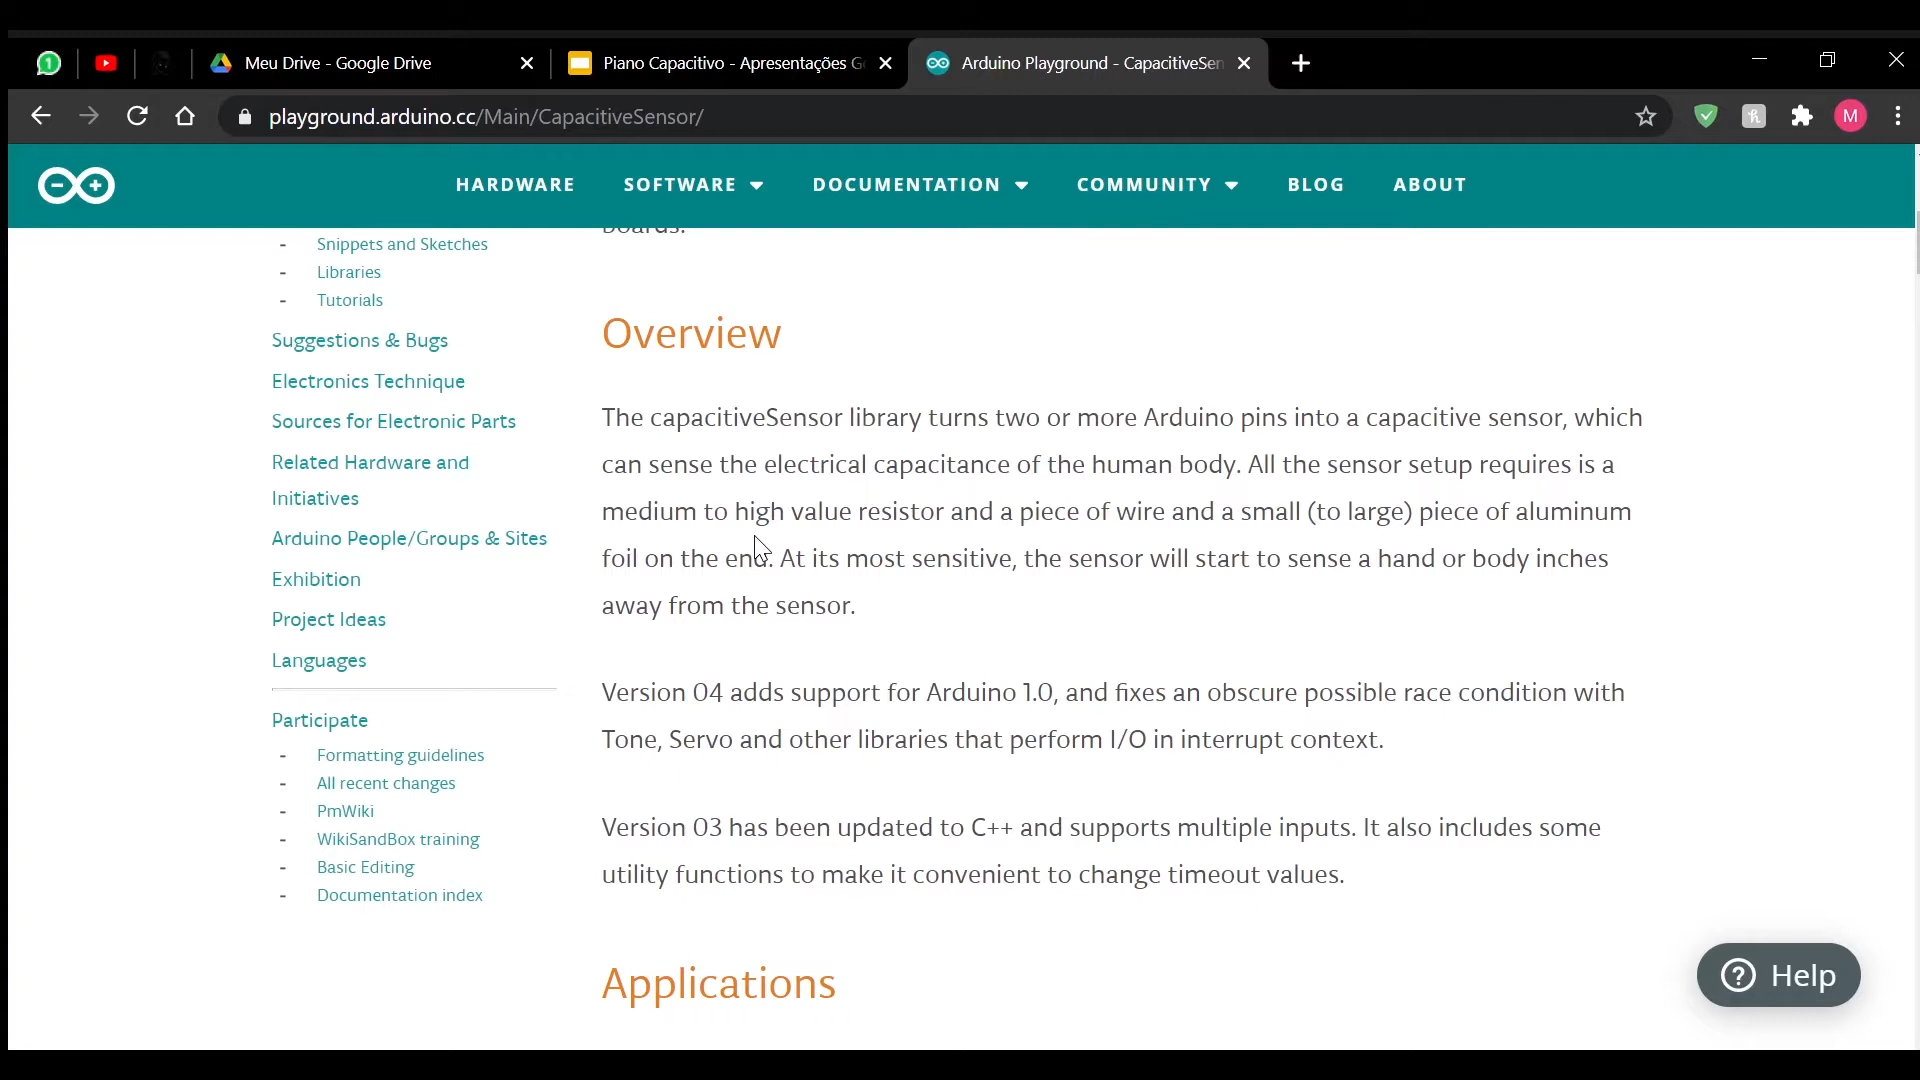 1
Meu Drive - Google Drive
Piano Capacitivo - Apresentações G
Arduino Playground - CapacitiveSen
playground.arduino.cc/Main/CapacitiveSensor/
M
HARDWARE
SOFTWARE
DOCUMENTATION
COMMUNITY
BLOG
ABOUT
- Snippets and Sketches
- Libraries
- Tutorials
Suggestions & Bugs
Electronics Technique
Sources for Electronic Parts
Related Hardware and
Initiatives
Arduino People/Groups & Sites
Exhibition
Project Ideas
Languages
Participate
- Formatting guidelines
- All recent changes
- PmWiki
- WikiSandBox training
- Basic Editing
- Documentation index
boards.
Overview
The capacitiveSensor library turns two or more Arduino pins into a capacitive sensor, which
can sense the electrical capacitance of the human body. All the sensor setup requires is a
medium to high value resistor and a piece of wire and a small (to large) piece of aluminum
foil on the end. At its most sensitive, the sensor will start to sense a hand or body inches
away from the sensor.
Version 04 adds support for Arduino 1.0, and fixes an obscure possible race condition with
Tone, Servo and other libraries that perform I/O in interrupt context.
Version 03 has been updated to C++ and supports multiple inputs. It also includes some
utility functions to make it convenient to change timeout values.
Applications
? Help